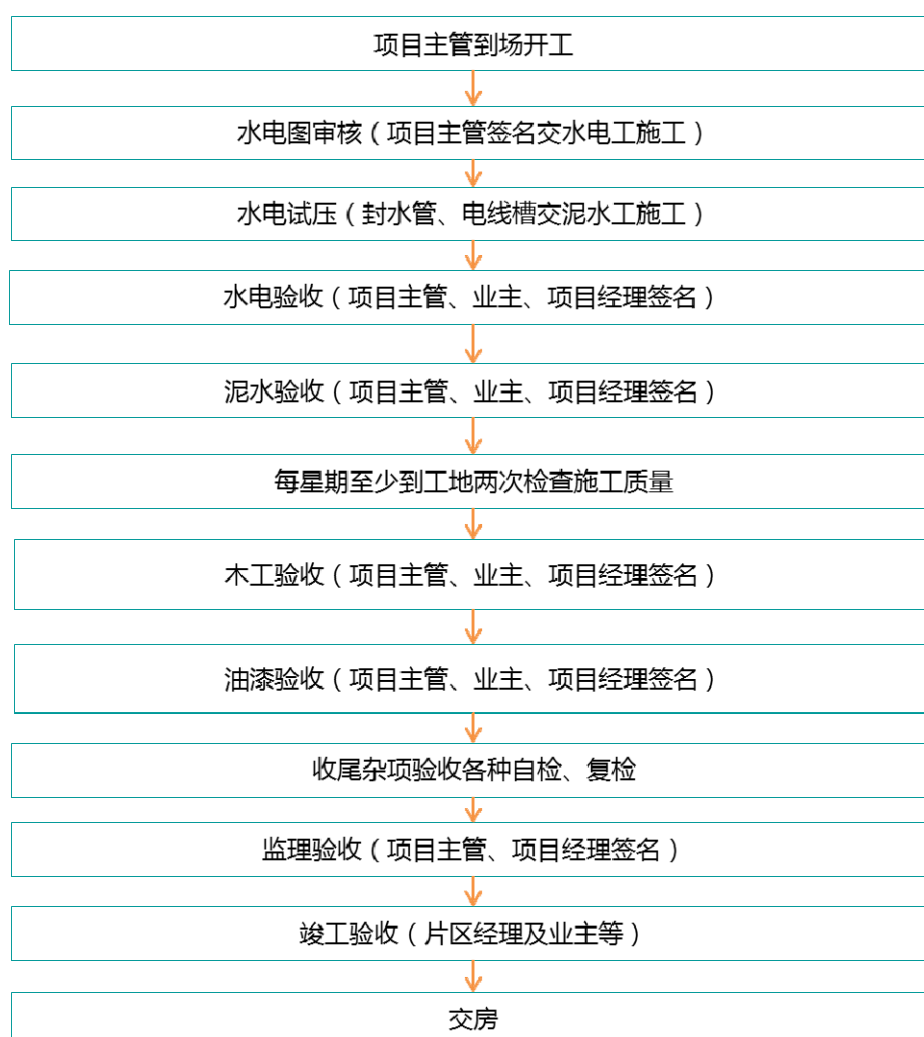 项目主管到场开工
水电图审核（项目主管签名交水电工施工）
水电试压（封水管、电线槽交泥水工施工）
水电验收（项目主管、业主、项目经理签名）
泥水验收（项目主管、业主、项目经理签名）
每星期至少到工地两次检查施工质量
木工验收（项目主管、业主、项目经理签名）
油漆验收（项目主管、业主、项目经理签名）
收尾杂项验收各种自检、复检
监理验收（项目主管、项目经理签名）
竣工验收（片区经理及业主等）
交房